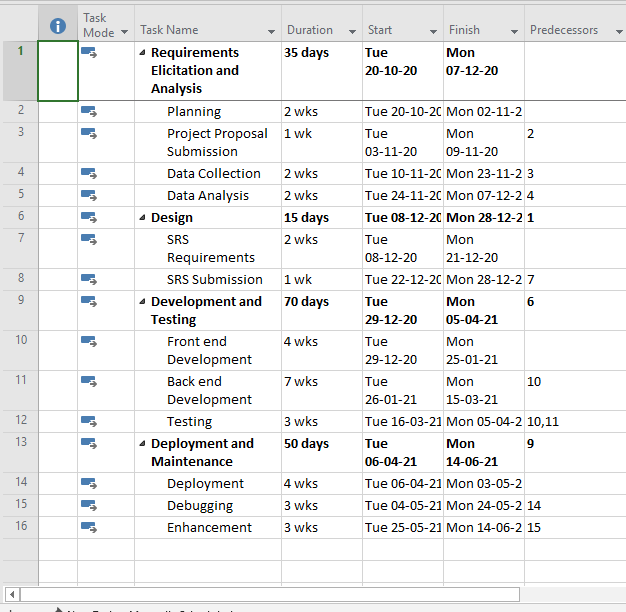 Task Mode Task Name Duration Start Finish Predecessors
1 Requirements Elicitation and Analysis 35 days Tue 20-10-20 Mon 07-12-20
2 Planning 2 wks Tue 20-10-20 Mon 02-11-2
3 Project Proposal Submission 1 wk Tue 03-11-20 Mon 09-11-20 2
4 Data Collection 2 wks Tue 10-11-20 Mon 23-11-2 3
5 Data Analysis 2 wks Tue 24-11-20 Mon 07-12-2 4
6 Design 15 days Tue 08-12-20 Mon 28-12-2 1
7 SRS Requirements 2 wks Tue 08-12-20 Mon 21-12-20
8 SRS Submission 1 wk Tue 22-12-20 Mon 28-12-2 7
9 Development and Testing 70 days Tue 29-12-20 Mon 05-04-21 6
10 Front end Development 4 wks Tue 29-12-20 Mon 25-01-21
11 Back end Development 7 wks Tue 26-01-21 Mon 15-03-21 10
12 Testing 3 wks Tue 16-03-21 Mon 05-04-2 10,11
13 Deployment and Maintenance 50 days Tue 06-04-21 Mon 14-06-21 9
14 Deployment 4 wks Tue 06-04-21 Mon 03-05-2
15 Debugging 3 wks Tue 04-05-21 Mon 24-05-2 14
16 Enhancement 3 wks Tue 25-05-21 Mon 14-06-2 15